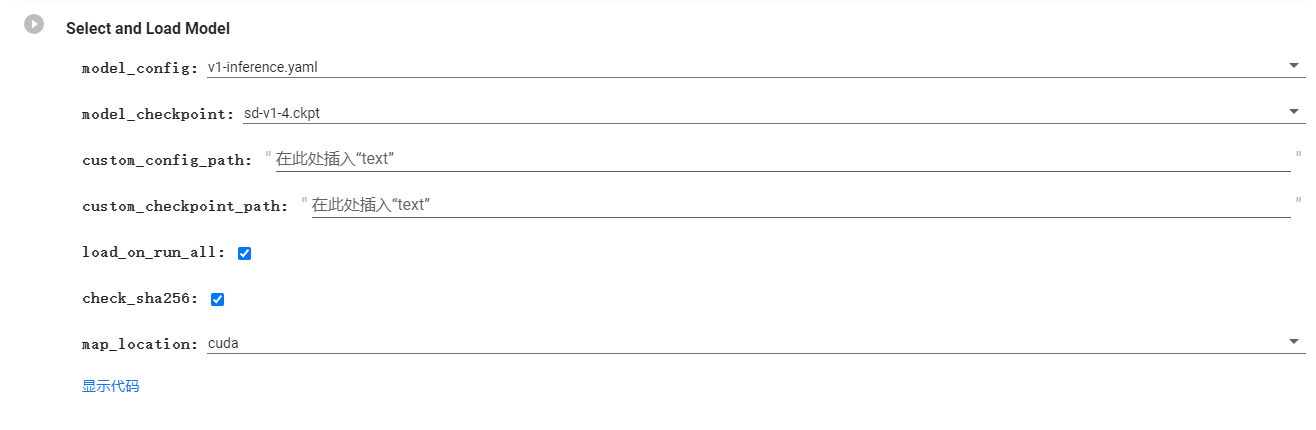 Select and Load Model
model_config: v1-inference.yaml
model_checkpoint: sd-v1-4.ckpt
custom_config_path: "在此处插入“text”"
custom_checkpoint_path: "在此处插入“text”"
load_on_run_all:
check_sha256:
map_location: cuda
显示代码